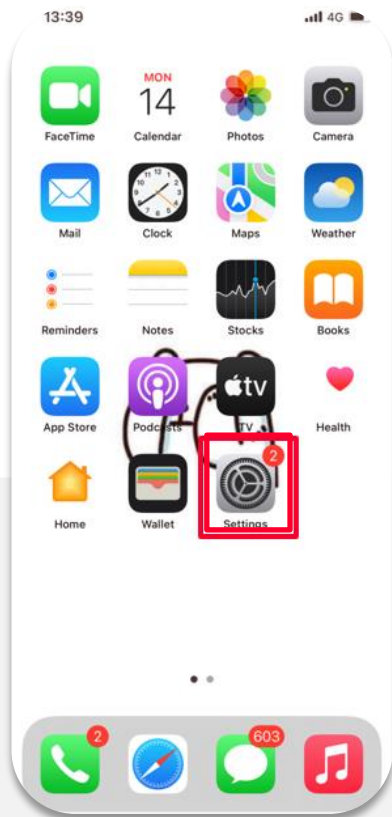 13:39 4G
MON
14
FaceTime Calendar Photos Camera
Mail Clock Maps Weather
Reminders Notes Stocks Books
tv
App Store Podcasts TV Health
2
Home Wallet Settings
2 603